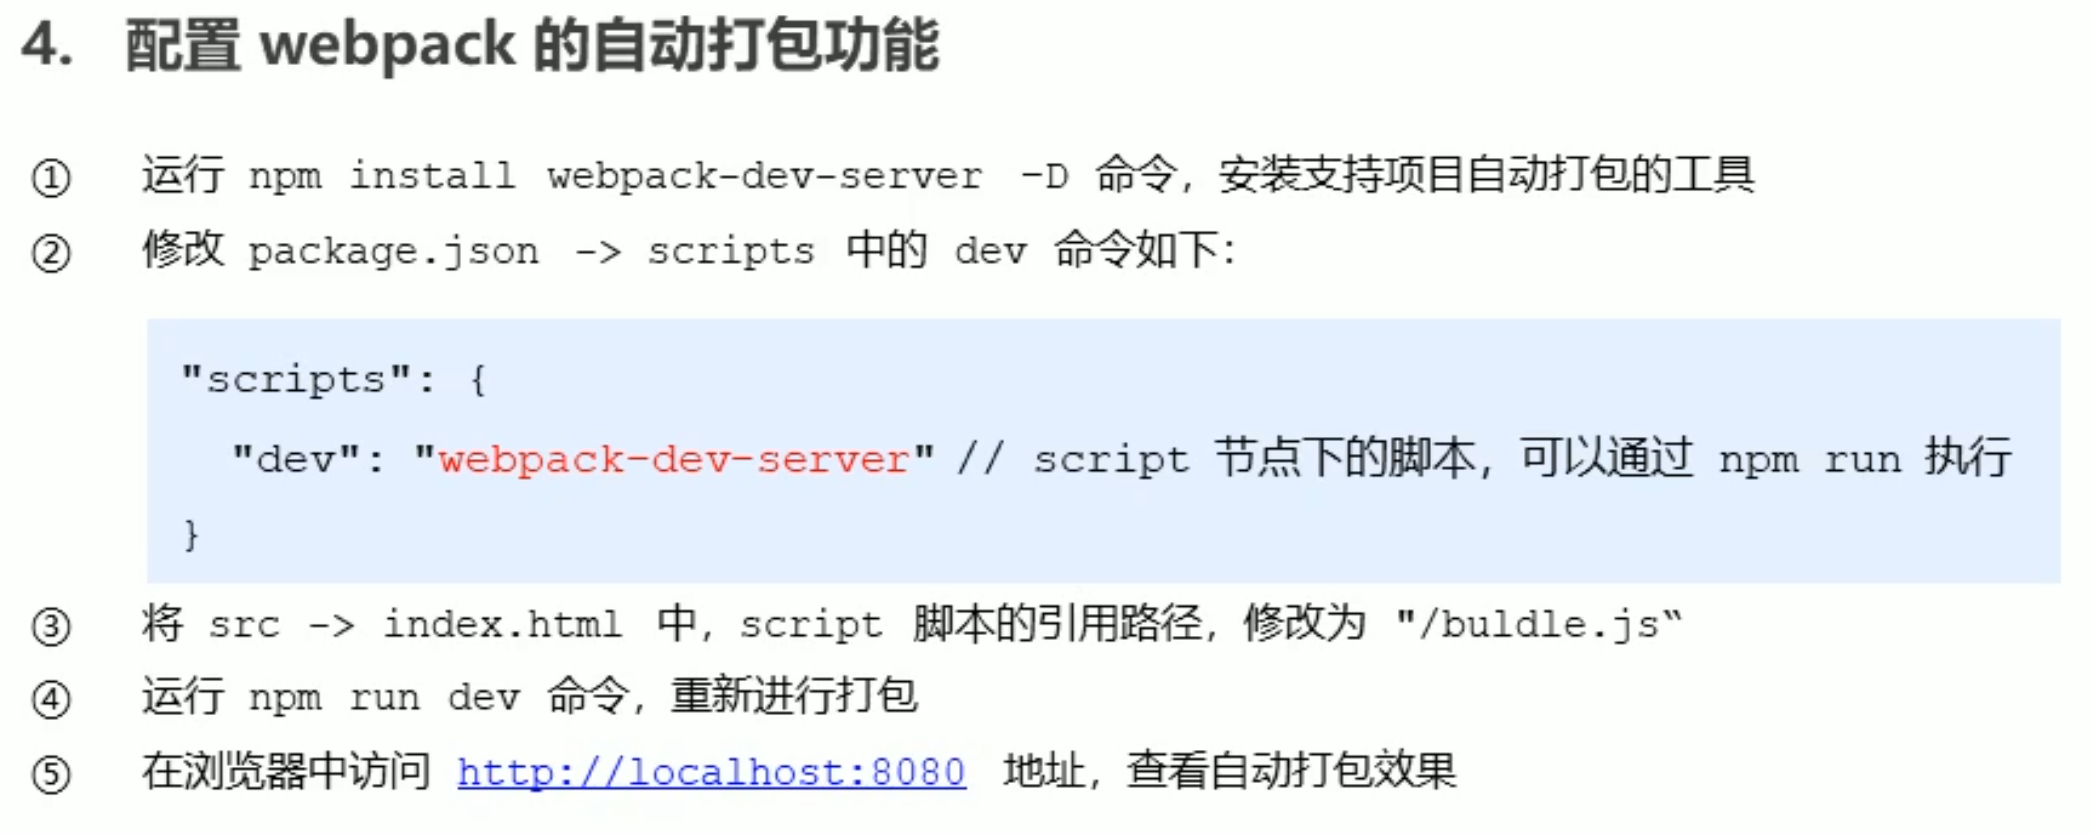 4. 配置 webpack 的自动打包功能
① 运行 npm install webpack-dev-server -D 命令，安装支持项目自动打包的工具
② 修改 package.json -> scripts 中的 dev 命令如下：
"scripts": {
"dev": "webpack-dev-server" // script 节点下的脚本，可以通过 npm run 执行
}
③ 将 src -> index.html 中，script 脚本的引用路径，修改为 "/buldle.js“
④ 运行 npm run dev 命令，重新进行打包
⑤ 在浏览器中访问 http://localhost:8080 地址，查看自动打包效果